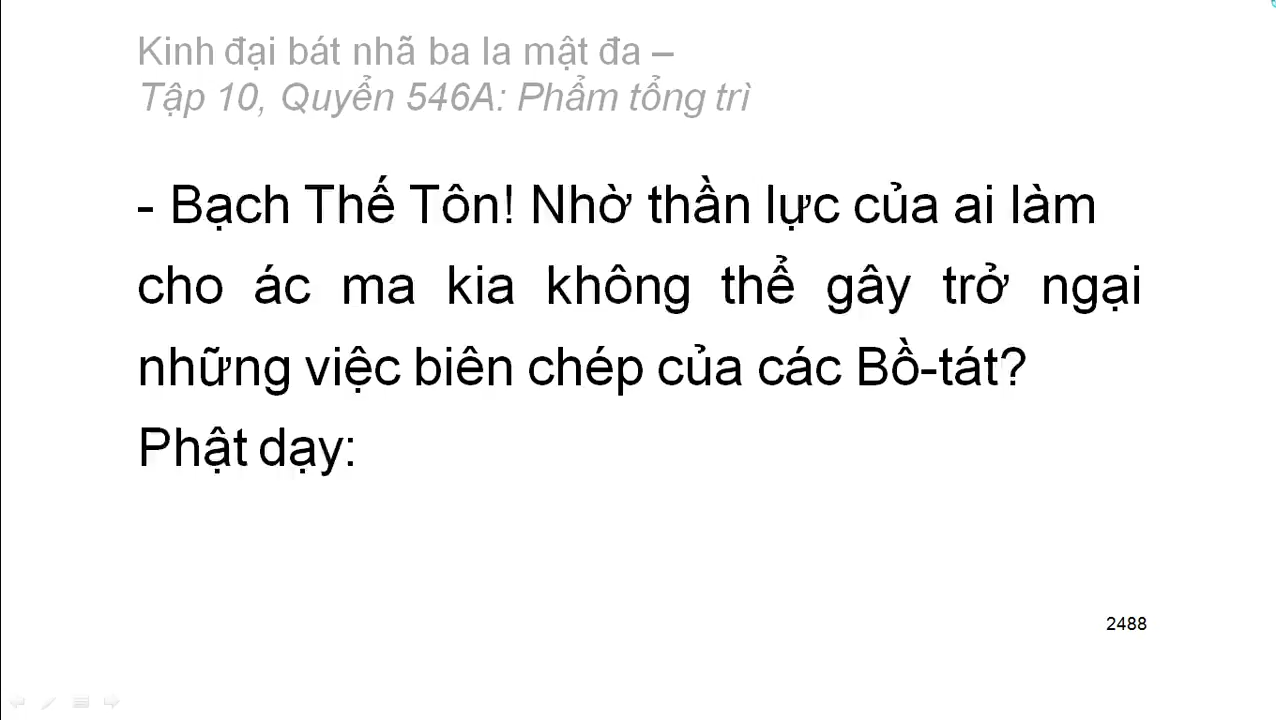 Kinh đại bát nhã ba la mật đa –
Tập 10, Quyển 546A: Phẩm tổng trì
- Bạch Thế Tôn! Nhờ thần lực của ai làm
cho ác ma kia không thể gây trở ngại
những việc biên chép của các Bồ-tát?
Phật dạy:
2488